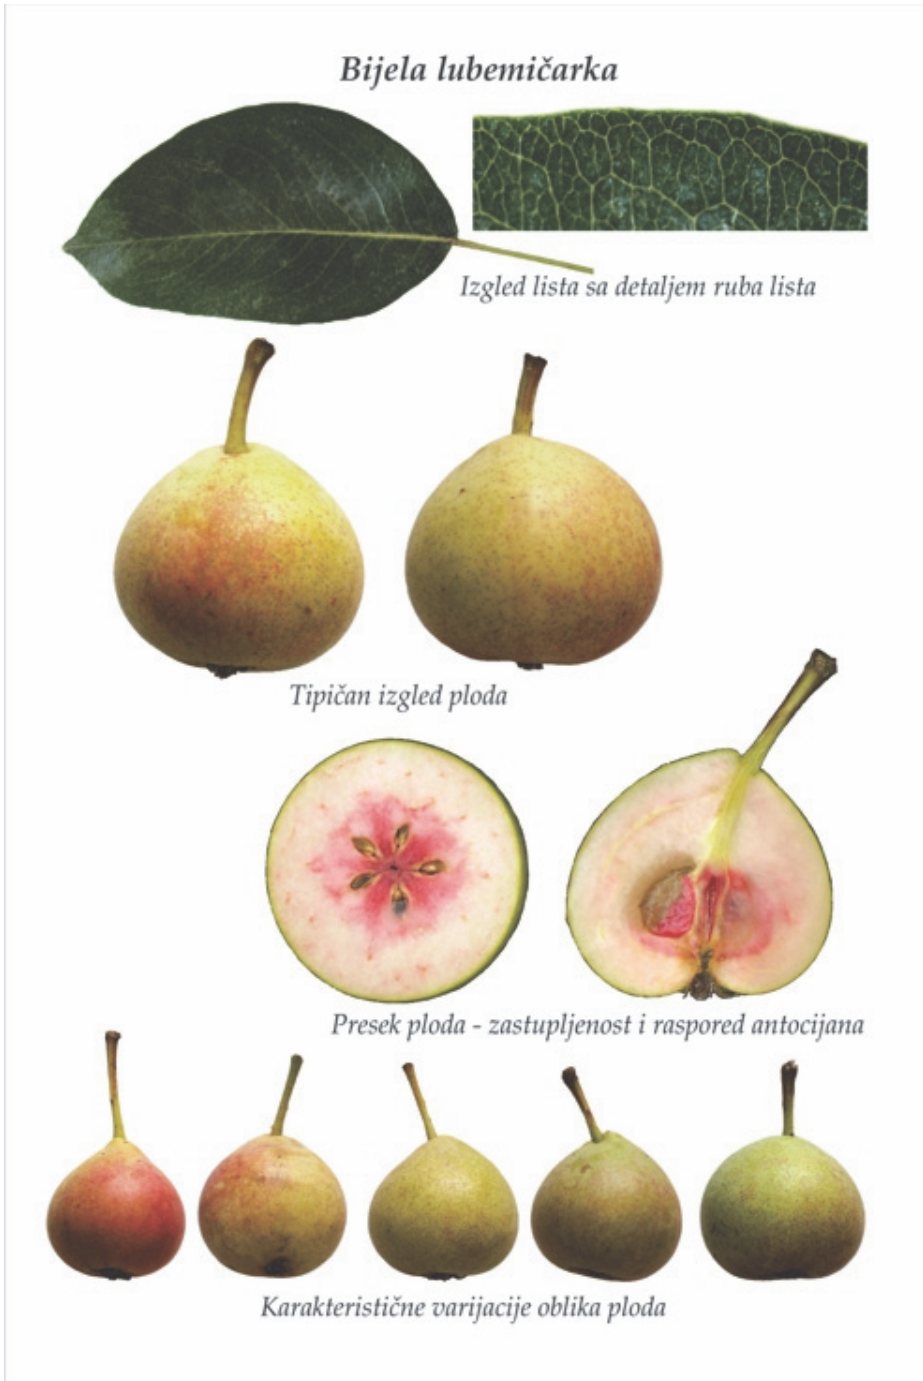 Bijela lubemičarka
Izgled lista sa detaljem ruba lista
Tipičan izgled ploda
Presek ploda - zastupljenost i raspored antocijana
Karakteristične varijacije oblika ploda